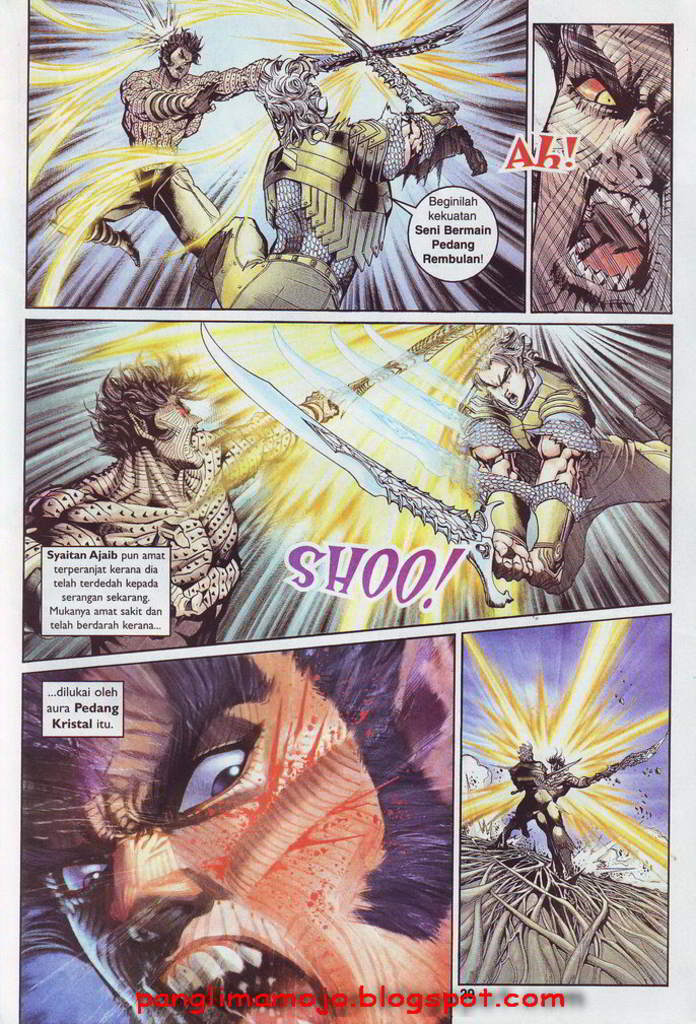 Beginilah
kekuatan
Seni Bermain
Pedang
Rembulan!
Ah!
Syaitan Ajaib pun amat
terperanjat kerana dia
telah terdedah kepada
serangan sekarang.
Mukanya amat sakit dan
telah berdarah kerana...
SHOO!
...dilukai oleh
aura Pedang
Kristal itu.
29
panglimamojo.blogspot.com